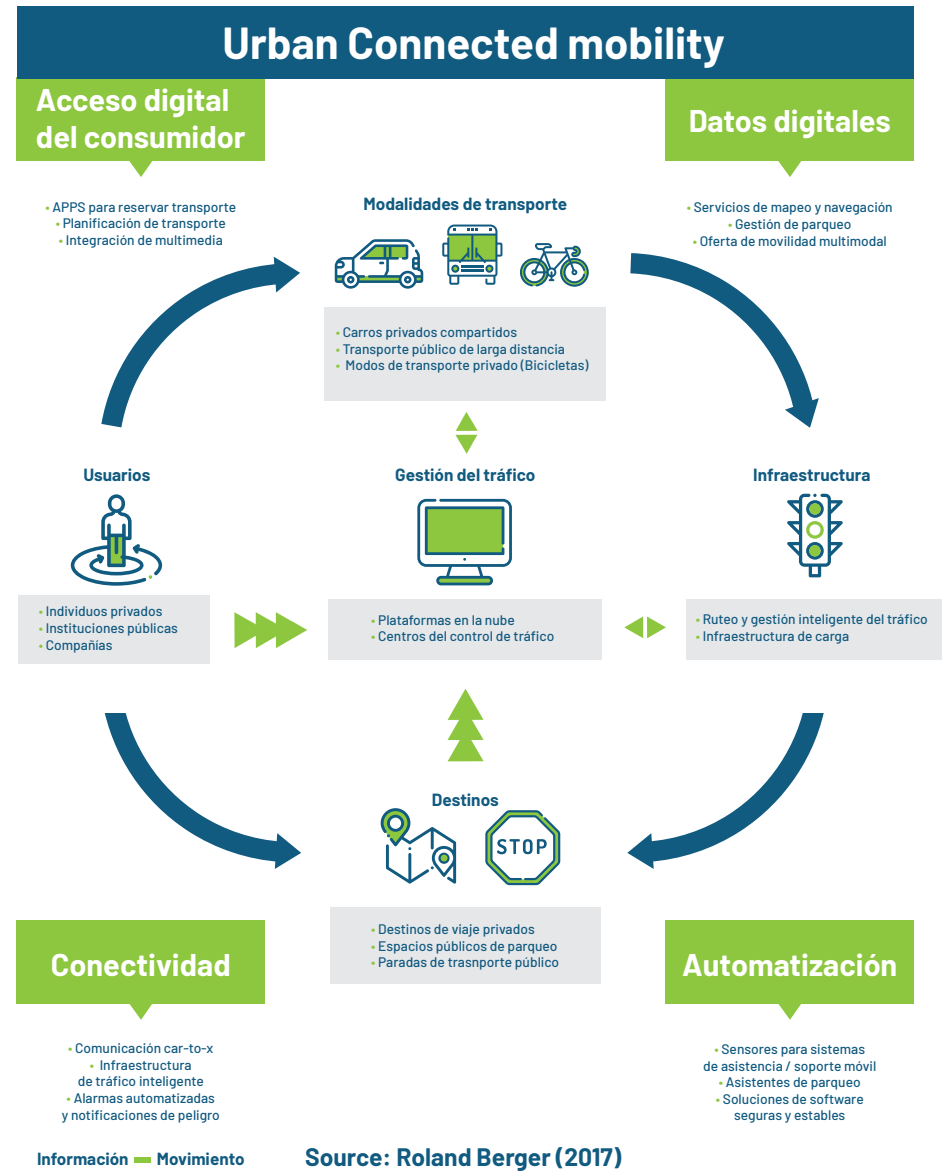 Urban Connected mobility
Acceso digital
del consumidor
Datos digitales
• APPS para reservar transporte
• Planificación de transporte
• Integración de multimedia
Modalidades de transporte
• Servicios de mapeo y navegación
• Gestión de parqueo
• Oferta de movilidad multimodal
• Carros privados compartidos
• Transporte público de larga distancia
• Modos de transporte privado (Bicicletas)
Usuarios
Gestión del tráfico
Infraestructura
• Individuos privados
• Instituciones públicas
• Compañías
• Plataformas en la nube
• Centros del control de tráfico
• Ruteo y gestión inteligente del tráfico
• Infraestructura de carga
Destinos
STOP
• Destinos de viaje privados
• Espacios públicos de parqueo
• Paradas de trasnporte público
Conectividad
Automatización
• Comunicación car-to-x
• Infraestructura
de tráfico inteligente
• Alarmas automatizadas
y notificaciones de peligro
• Sensores para sistemas
de asistencia / soporte móvil
• Asistentes de parqueo
• Soluciones de software
seguras y estables
Información Movimiento
Source: Roland Berger (2017)